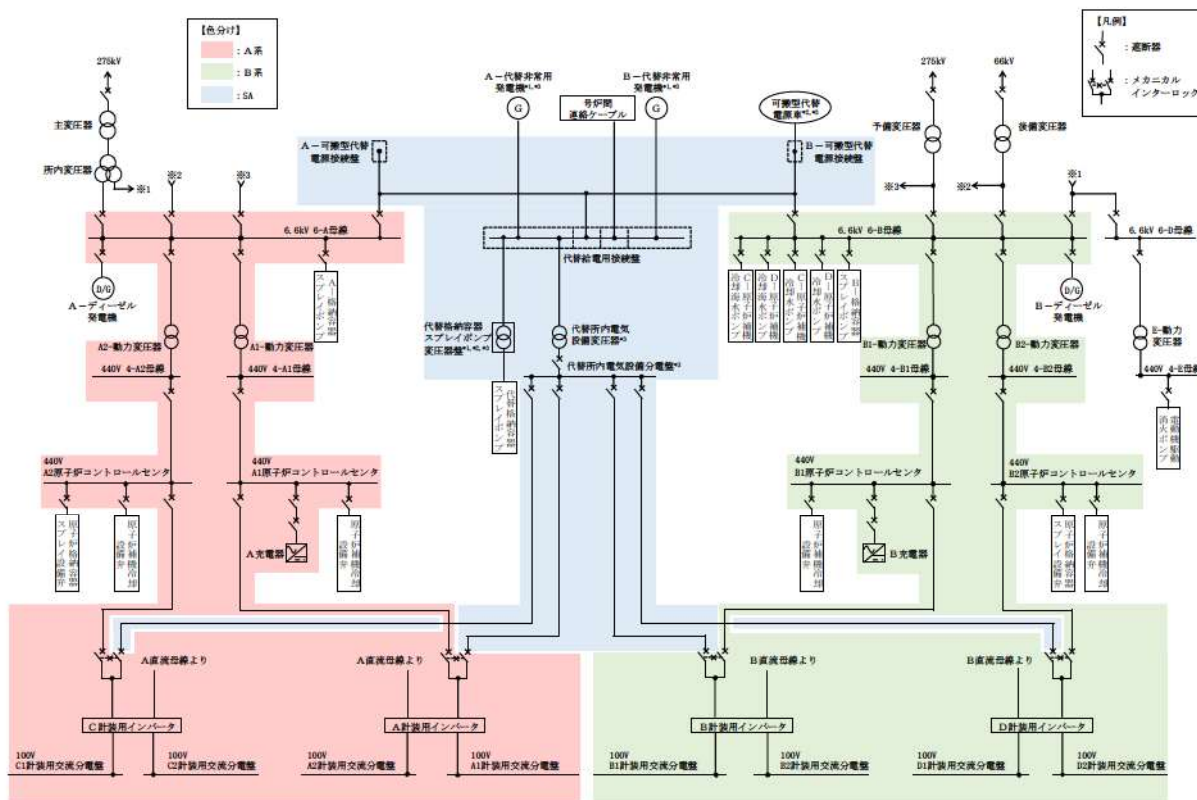 【色分け】
：A系
：B系
：SA
【凡例】
：遮断器
：メカニカル
インターロック
275kV
主変圧器
所内変圧器
※1
※2
※3
A－代替非常用
発電機*1,*3
G
号炉間
連絡ケーブル
B－代替非常用
発電機*1,*3
G
可搬型代替
電源車*2,*3
275kV
予備変圧器
66kV
後備変圧器
※3
※2
※1
A－可搬型代替
電源接続盤
B－可搬型代替
電源接続盤
6.6kV 6-A母線
代替給電用接続盤
6.6kV 6-B母線
6.6kV 6-D母線
D/G
A－ディーゼル
発電機
A－格納容器
スプレイポンプ
代替格納容器
スプレイポンプ
変圧器盤*1,*2,*3
代替格納容器
スプレイポンプ
代替所内電気
設備変圧器*3
代替所内電気設備分電盤*3
C－原子炉補機
冷却海水ポンプ
D－原子炉補機
冷却海水ポンプ
C－原子炉補機
冷却水ポンプ
D－原子炉補機
冷却水ポンプ
B－格納容器
スプレイポンプ
D/G
B－ディーゼル
発電機
A2-動力変圧器
A1-動力変圧器
B1-動力変圧器
B2-動力変圧器
E-動力
変圧器
440V 4-A2母線
440V 4-A1母線
440V 4-B1母線
440V 4-B2母線
440V 4-E母線
電動機駆動
消火ポンプ
440V
A2原子炉コントロールセンタ
440V
A1原子炉コントロールセンタ
440V
B1原子炉コントロールセンタ
440V
B2原子炉コントロールセンタ
原子炉格納容器
スプレイ設備弁
原子炉補機冷却
設備弁
A充電器
原子炉補機冷却
設備弁
原子炉補機冷却
設備弁
B充電器
原子炉格納容器
スプレイ設備弁
原子炉補機冷却
設備弁
A直流母線より
A直流母線より
B直流母線より
B直流母線より
C計装用インバータ
A計装用インバータ
B計装用インバータ
D計装用インバータ
100V
C1計装用交流分電盤
100V
C2計装用交流分電盤
100V
A2計装用交流分電盤
100V
A1計装用交流分電盤
100V
B1計装用交流分電盤
100V
B2計装用交流分電盤
100V
D1計装用交流分電盤
100V
D2計装用交流分電盤